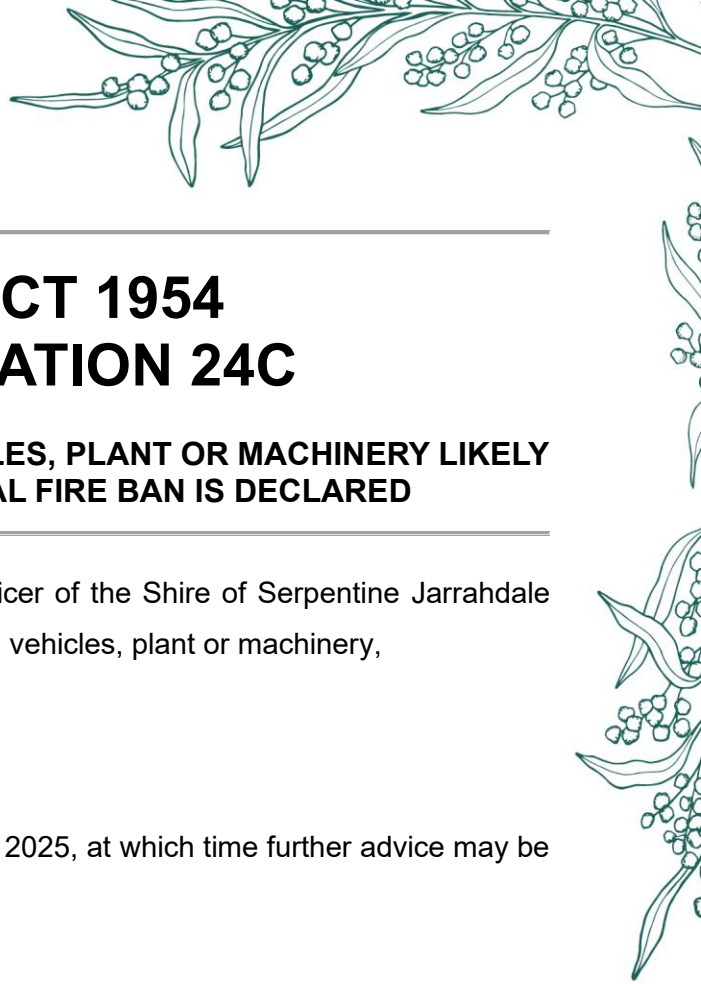 CT 1954
ATION 24C
LES, PLANT OR MACHINERY LIKELY
AL FIRE BAN IS DECLARED
icer of the Shire of Serpentine Jarrahdale
vehicles, plant or machinery,
2025, at which time further advice may be